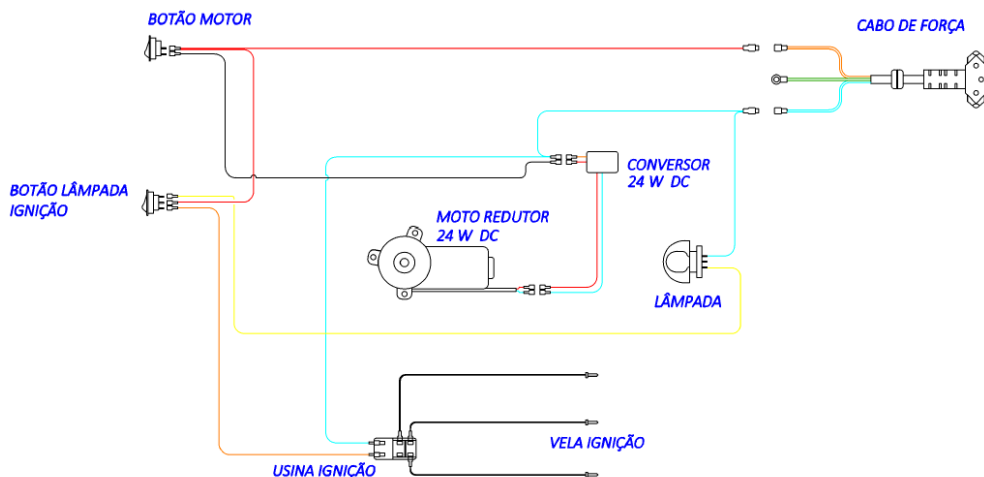 BOTÃO MOTOR
CABO DE FORÇA
CONVERSOR
24 W DC
BOTÃO LÂMPADA
IGNIÇÃO
MOTO REDUTOR
24 W DC
LÂMPADA
VELA IGNIÇÃO
USINA IGNIÇÃO